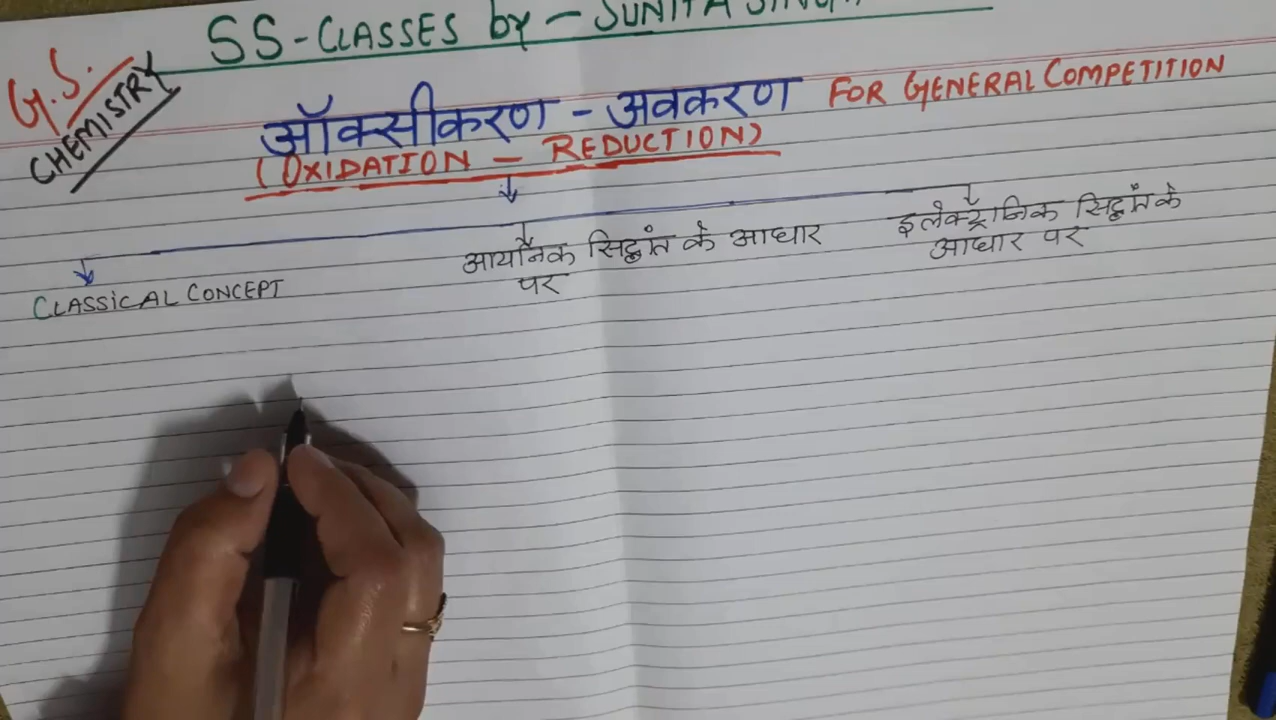 SS-CLASSES by - SUNITA SINGH
G.S.
CHEMISTRY
ऑक्सीकरण - अवकरण FOR GENERAL COMPETITION
(OXIDATION - REDUCTION)
CLASSICAL CONCEPT
आयनिक सिद्धांत के आधार
पर
इलेक्ट्रानिक सिद्धांत के
आधार पर